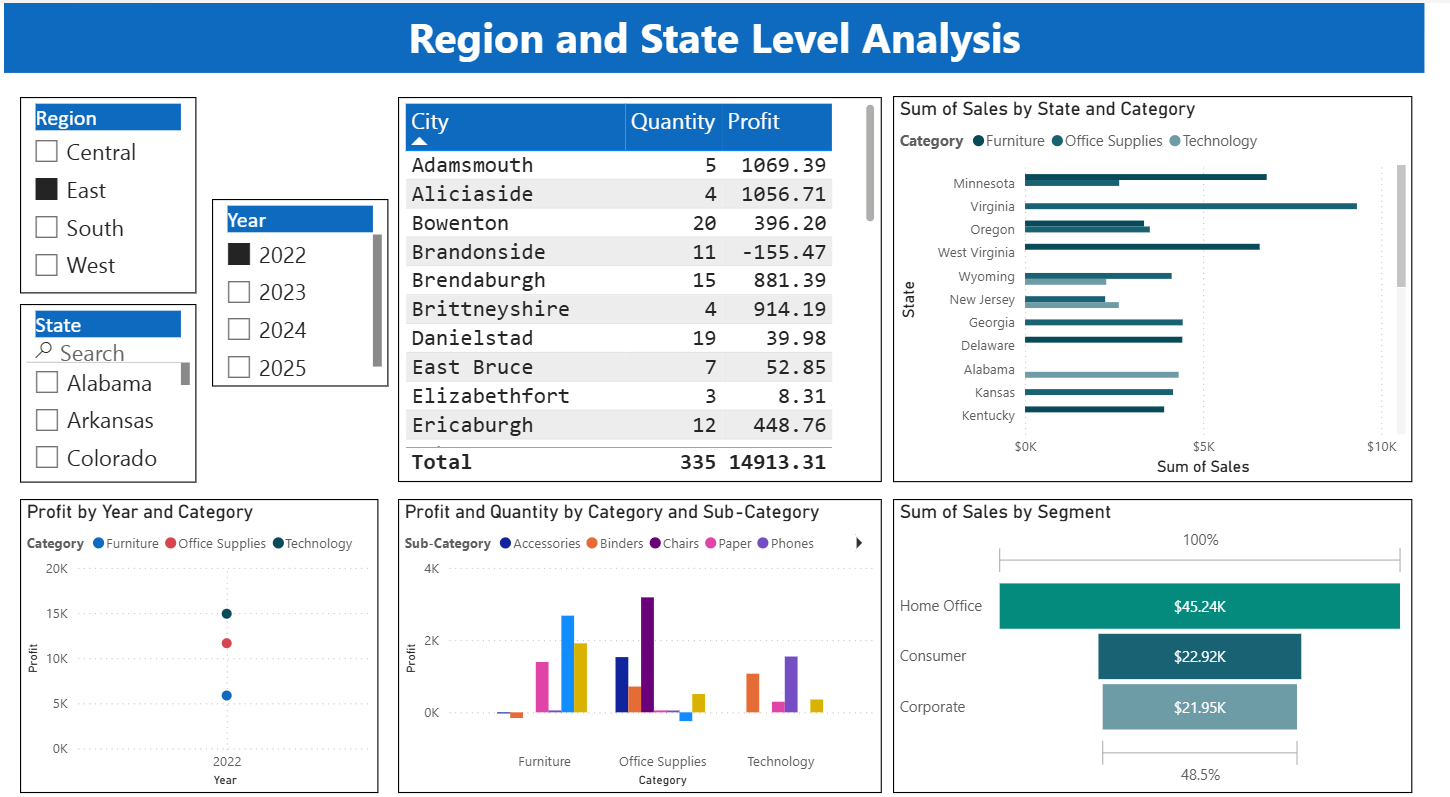 Region and State Level Analysis
Region
Central
East
South
West
Year
2022
2023
2024
2025
State
Search
Alabama
Arkansas
Colorado
City Quantity Profit
Adamsmouth 5 1069.39
Aliciaside 4 1056.71
Bowenton 20 396.20
Brandonside 11 -155.47
Brendaburgh 15 881.39
Brittneyshire 4 914.19
Danielstad 19 39.98
East Bruce 7 52.85
Elizabethfort 3 8.31
Ericaburgh 12 448.76
Total 335 14913.31
Sum of Sales by State and Category
Category Furniture Office Supplies Technology
State
Minnesota
Virginia
Oregon
West Virginia
Wyoming
New Jersey
Georgia
Delaware
Alabama
Kansas
Kentucky
$0K $5K $10K
Sum of Sales
Profit by Year and Category
Category Furniture Office Supplies Technology
Profit
20K
15K
10K
5K
0K
2022
Year
Profit and Quantity by Category and Sub-Category
Sub-Category Accessories Binders Chairs Paper Phones
Profit
4K
2K
0K
Furniture Office Supplies Technology
Category
Sum of Sales by Segment
100%
Home Office $45.24K
Consumer $22.92K
Corporate $21.95K
48.5%